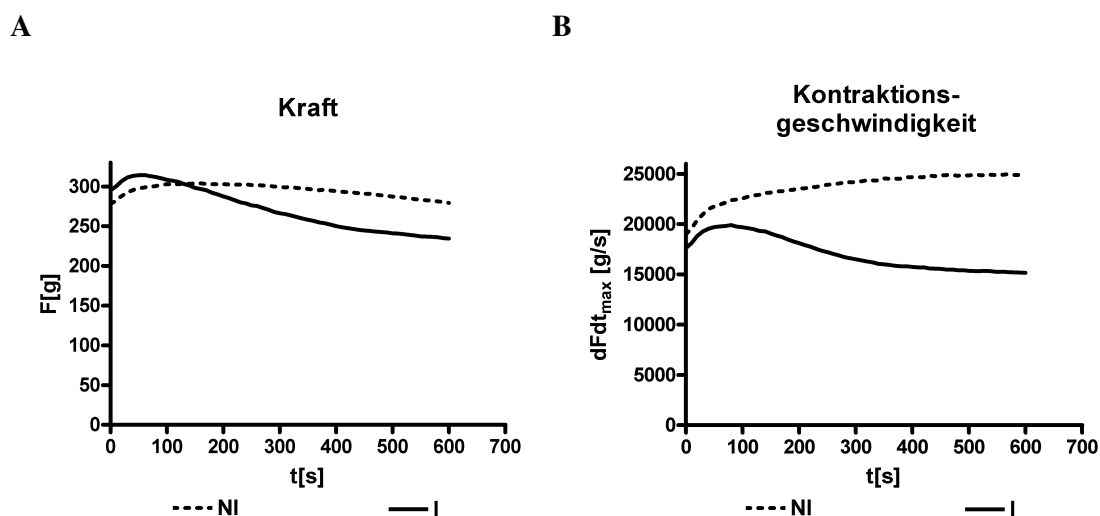 A
B
Kraft
Kontraktions-
geschwindigkeit
300
250
200
150
100
50
0
F[g]
0 100 200 300 400 500 600 700
t[s]
NI I
25000
20000
15000
10000
5000
0
dFdtmax [g/s]
0 100 200 300 400 500 600 700
t[s]
NI I